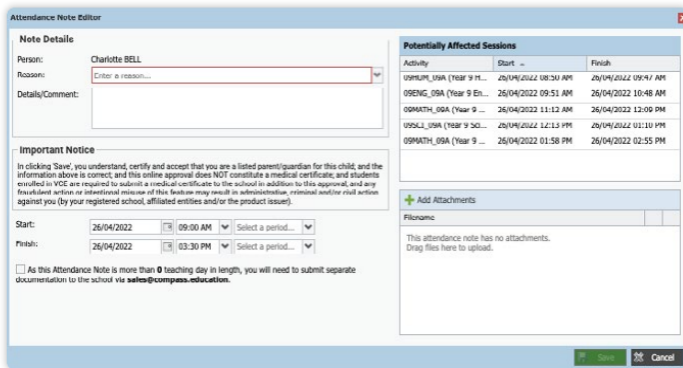 Attendance Note Editor
Note Details
Person: Charlotte BELL
Reason: Enter a reason...
Details/Comment:
Important Notice
In clicking 'Save', you understand, certify and accept that you are a listed parent/guardian for this child; and the
information above is correct; and this online approval does NOT constitute a medical certificate; and students
enrolled in VCE are required to submit a medical certificate to the school in addition to this approval, and any
fraudulent action or intentional misuse of this feature may result in administrative, criminal and/or civil action
against you (by your registered school, affiliated entities and/or the product issuer).
Start: 26/04/2022 09:00 AM Select a period...
Finish: 26/04/2022 03:30 PM Select a period...
As this Attendance Note is more than 0 teaching day in length, you will need to submit separate
documentation to the school via sales@compass.education.
Potentially Affected Sessions
Activity Start Finish
09HUM_09A (Year 9 H... 26/04/2022 08:50 AM 26/04/2022 09:47 AM
09ENG_09A (Year 9 En... 26/04/2022 09:51 AM 26/04/2022 10:48 AM
09MATH_09A (Year 9 ... 26/04/2022 11:12 AM 26/04/2022 12:09 PM
09SCI_09A (Year 9 Sci... 26/04/2022 12:13 PM 26/04/2022 01:10 PM
09MATH_09A (Year 9 ... 26/04/2022 01:58 PM 26/04/2022 02:55 PM
Add Attachments
Filename
This attendance note has no attachments.
Drag files here to upload.
Save Cancel